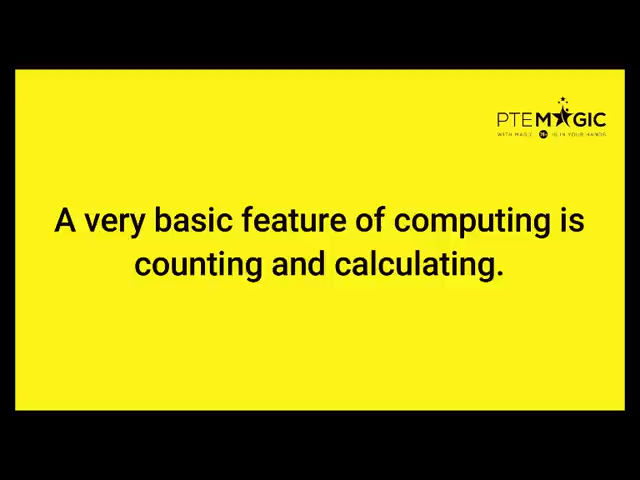 PTEMAGIC
A very basic feature of computing is
counting and calculating.